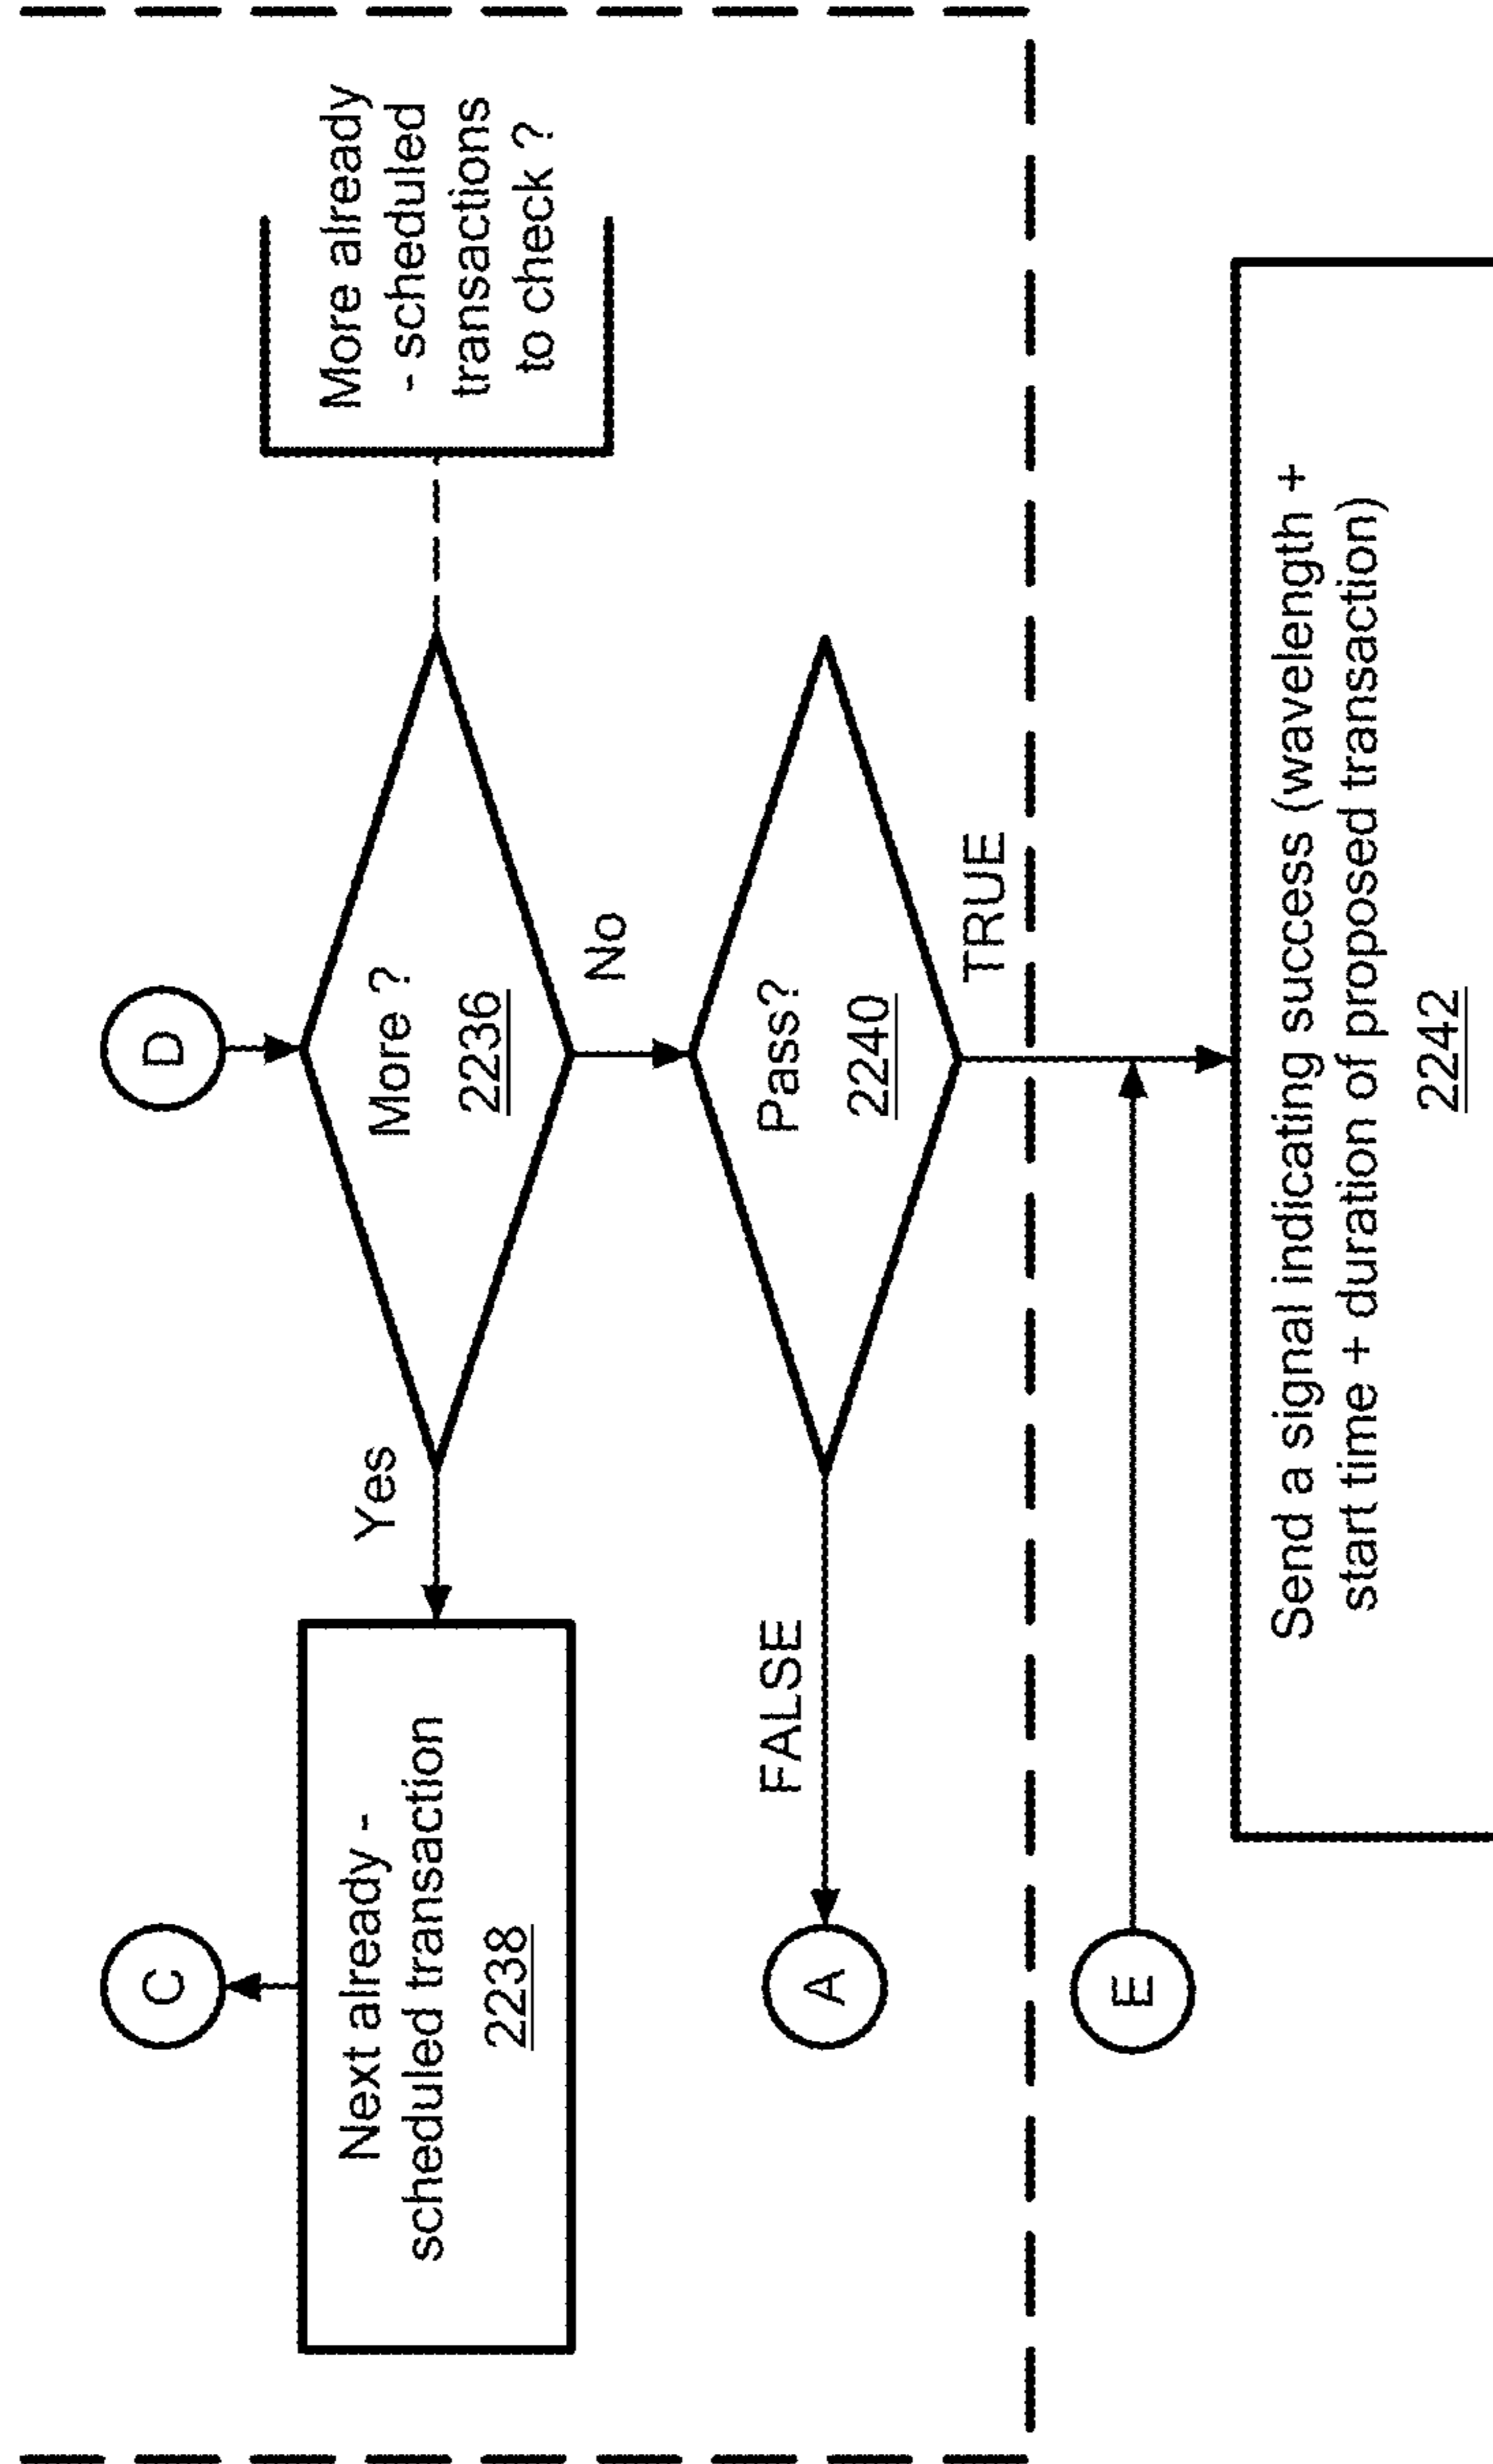 D
More ?
2236
More already
- scheduled
transactions
to check ?
Yes
Next already -
scheduled transaction
2238
C
No
Pass?
2240
FALSE
A
TRUE
E
Send a signal indicating success (wavelength +
start time + duration of proposed transaction)
2242